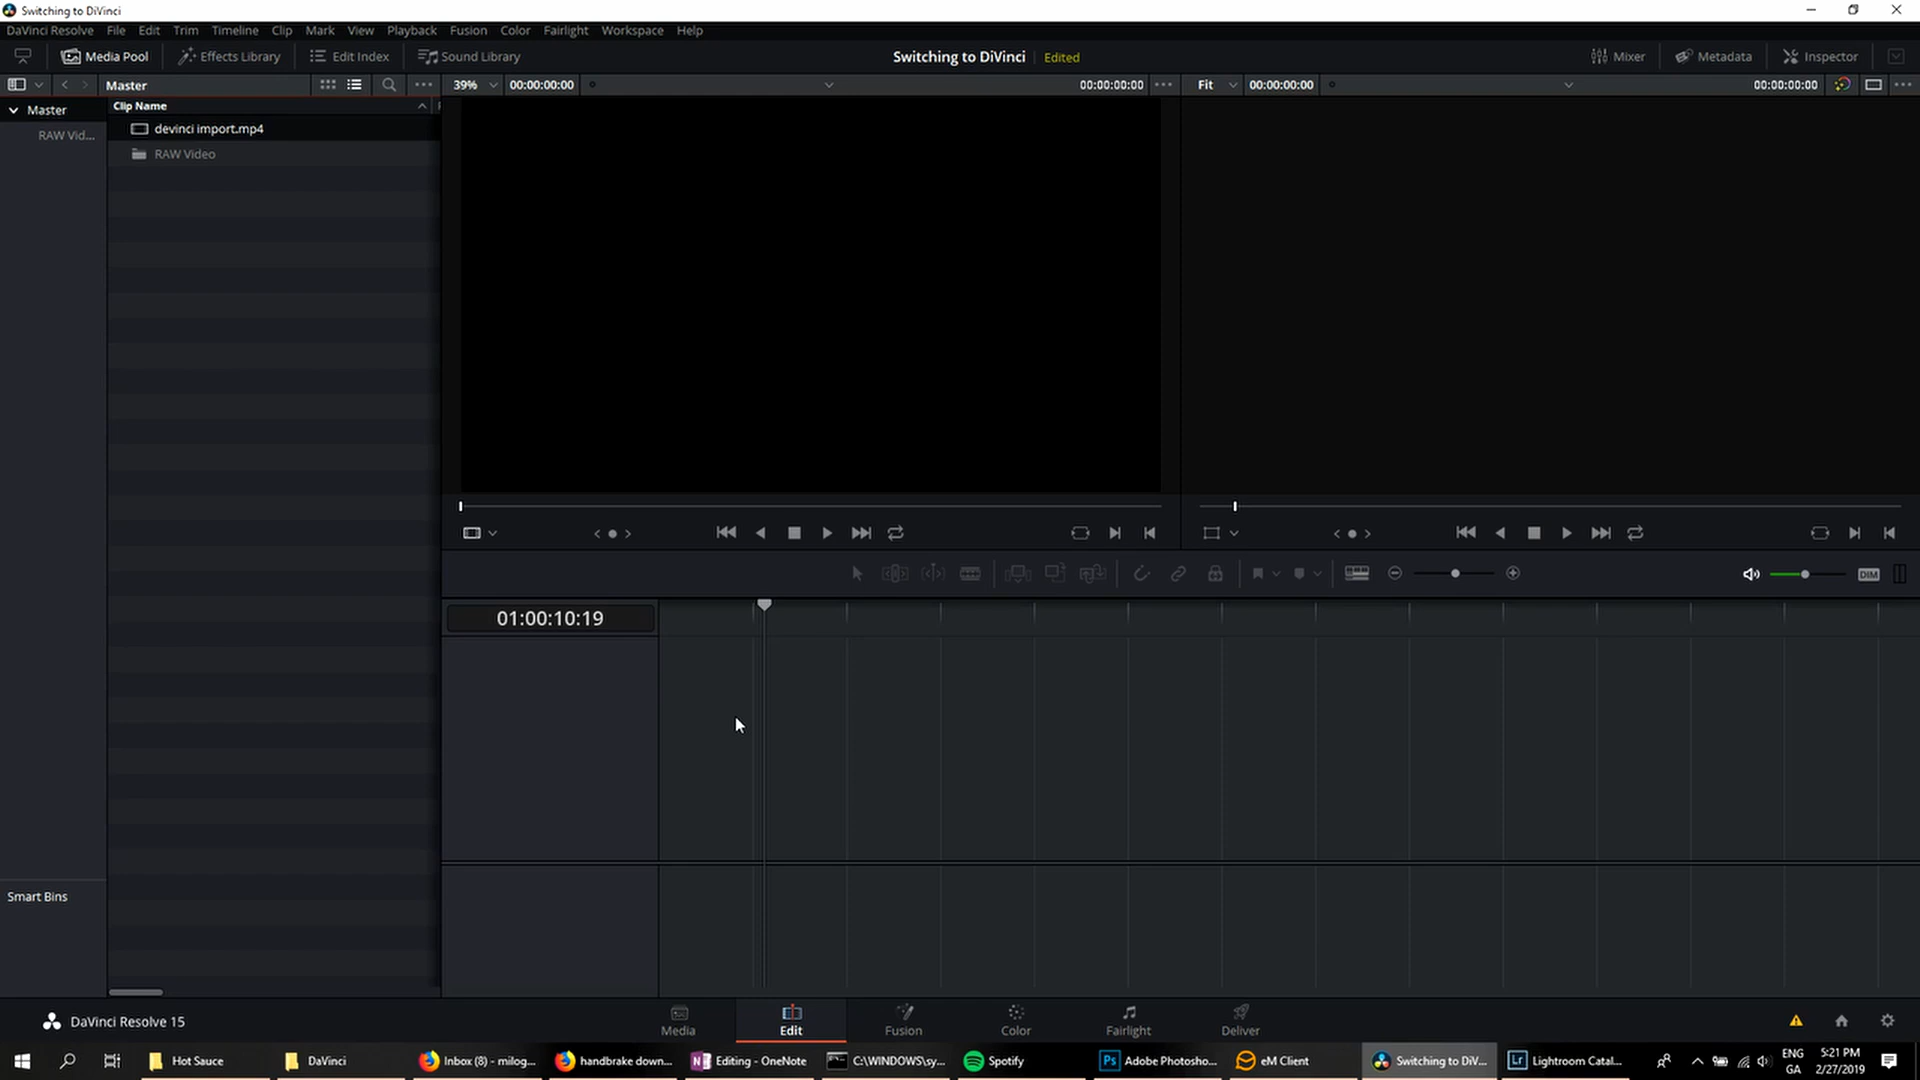 Switching to DiVinci
DaVinci Resolve File Edit Trim Timeline Clip Mark View Playback Fusion Color Fairlight Workspace Help
Media Pool Effects Library Edit Index Sound Library Switching to DiVinci Edited Mixer Metadata Inspector
Master 39% 00:00:00:00 00:00:00:00 Fit 00:00:00:00 00:00:00:00
Master Clip Name
RAW Vid... devinci import.mp4
RAW Video
DIM
01:00:10:19
Smart Bins
DaVinci Resolve 15 Media Edit Fusion Color Fairlight Deliver
Hot Sauce DaVinci Inbox (8) - milog... handbrake down... Editing - OneNote C:\WINDOWS\sy... Spotify Ps Adobe Photosho... eM Client Switching to DiV... Lr Lightroom Catal... ENG 5:21 PM
GA 2/27/2019